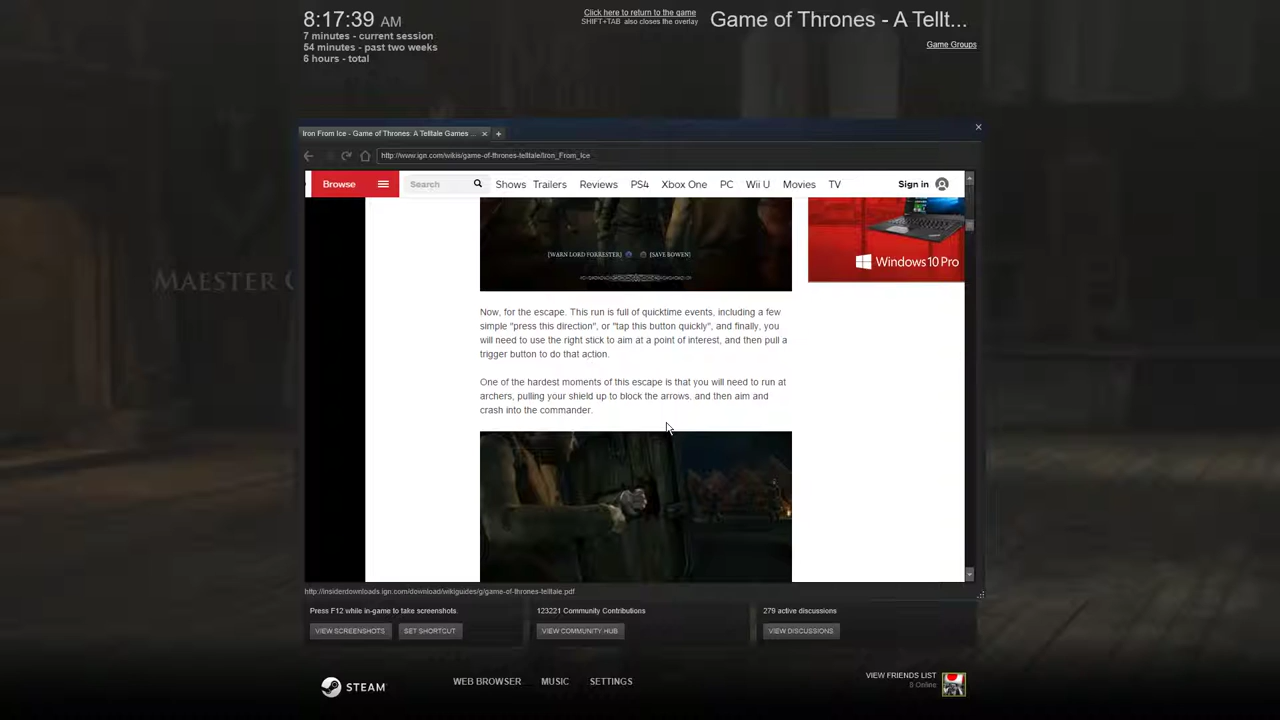 8:17:39 AM
7 minutes - current session
54 minutes - past two weeks
6 hours - total
Click here to return to the game
SHIFT+TAB also closes the overlay
Game of Thrones - A Tellt...
Game Groups
Iron From Ice - Game of Thrones A Telltale Games ...
http://www.ign.com/wikis/game-of-thrones-telltale/Iron_From_Ice
Browse Search Shows Trailers Reviews PS4 Xbox One PC Wii U Movies TV Sign in
[WARN LORD FORRESTER] [SAVE BOWEN]
Windows 10 Pro
MAESTER
Now, for the escape. This run is full of quicktime events, including a few
simple "press this direction", or "tap this button quickly", and finally, you
will need to use the right stick to aim at a point of interest, and then pull a
trigger button to do that action.
One of the hardest moments of this escape is that you will need to run at
archers, pulling your shield up to block the arrows. and then aim and
crash into the commander.
http://insiderdownloads.ign.com/download/wikiguides/g/game-of-thrones-telltale.pdf
Press F12 while in-game to take screenshots.
VIEW SCREENSHOTS SET SHORTCUT
123221 Community Contributions
VIEW COMMUNITY HUB
279 active discussions
VIEW DISCUSSIONS
STEAM
WEB BROWSER MUSIC SETTINGS
VIEW FRIENDS LIST
8 Online